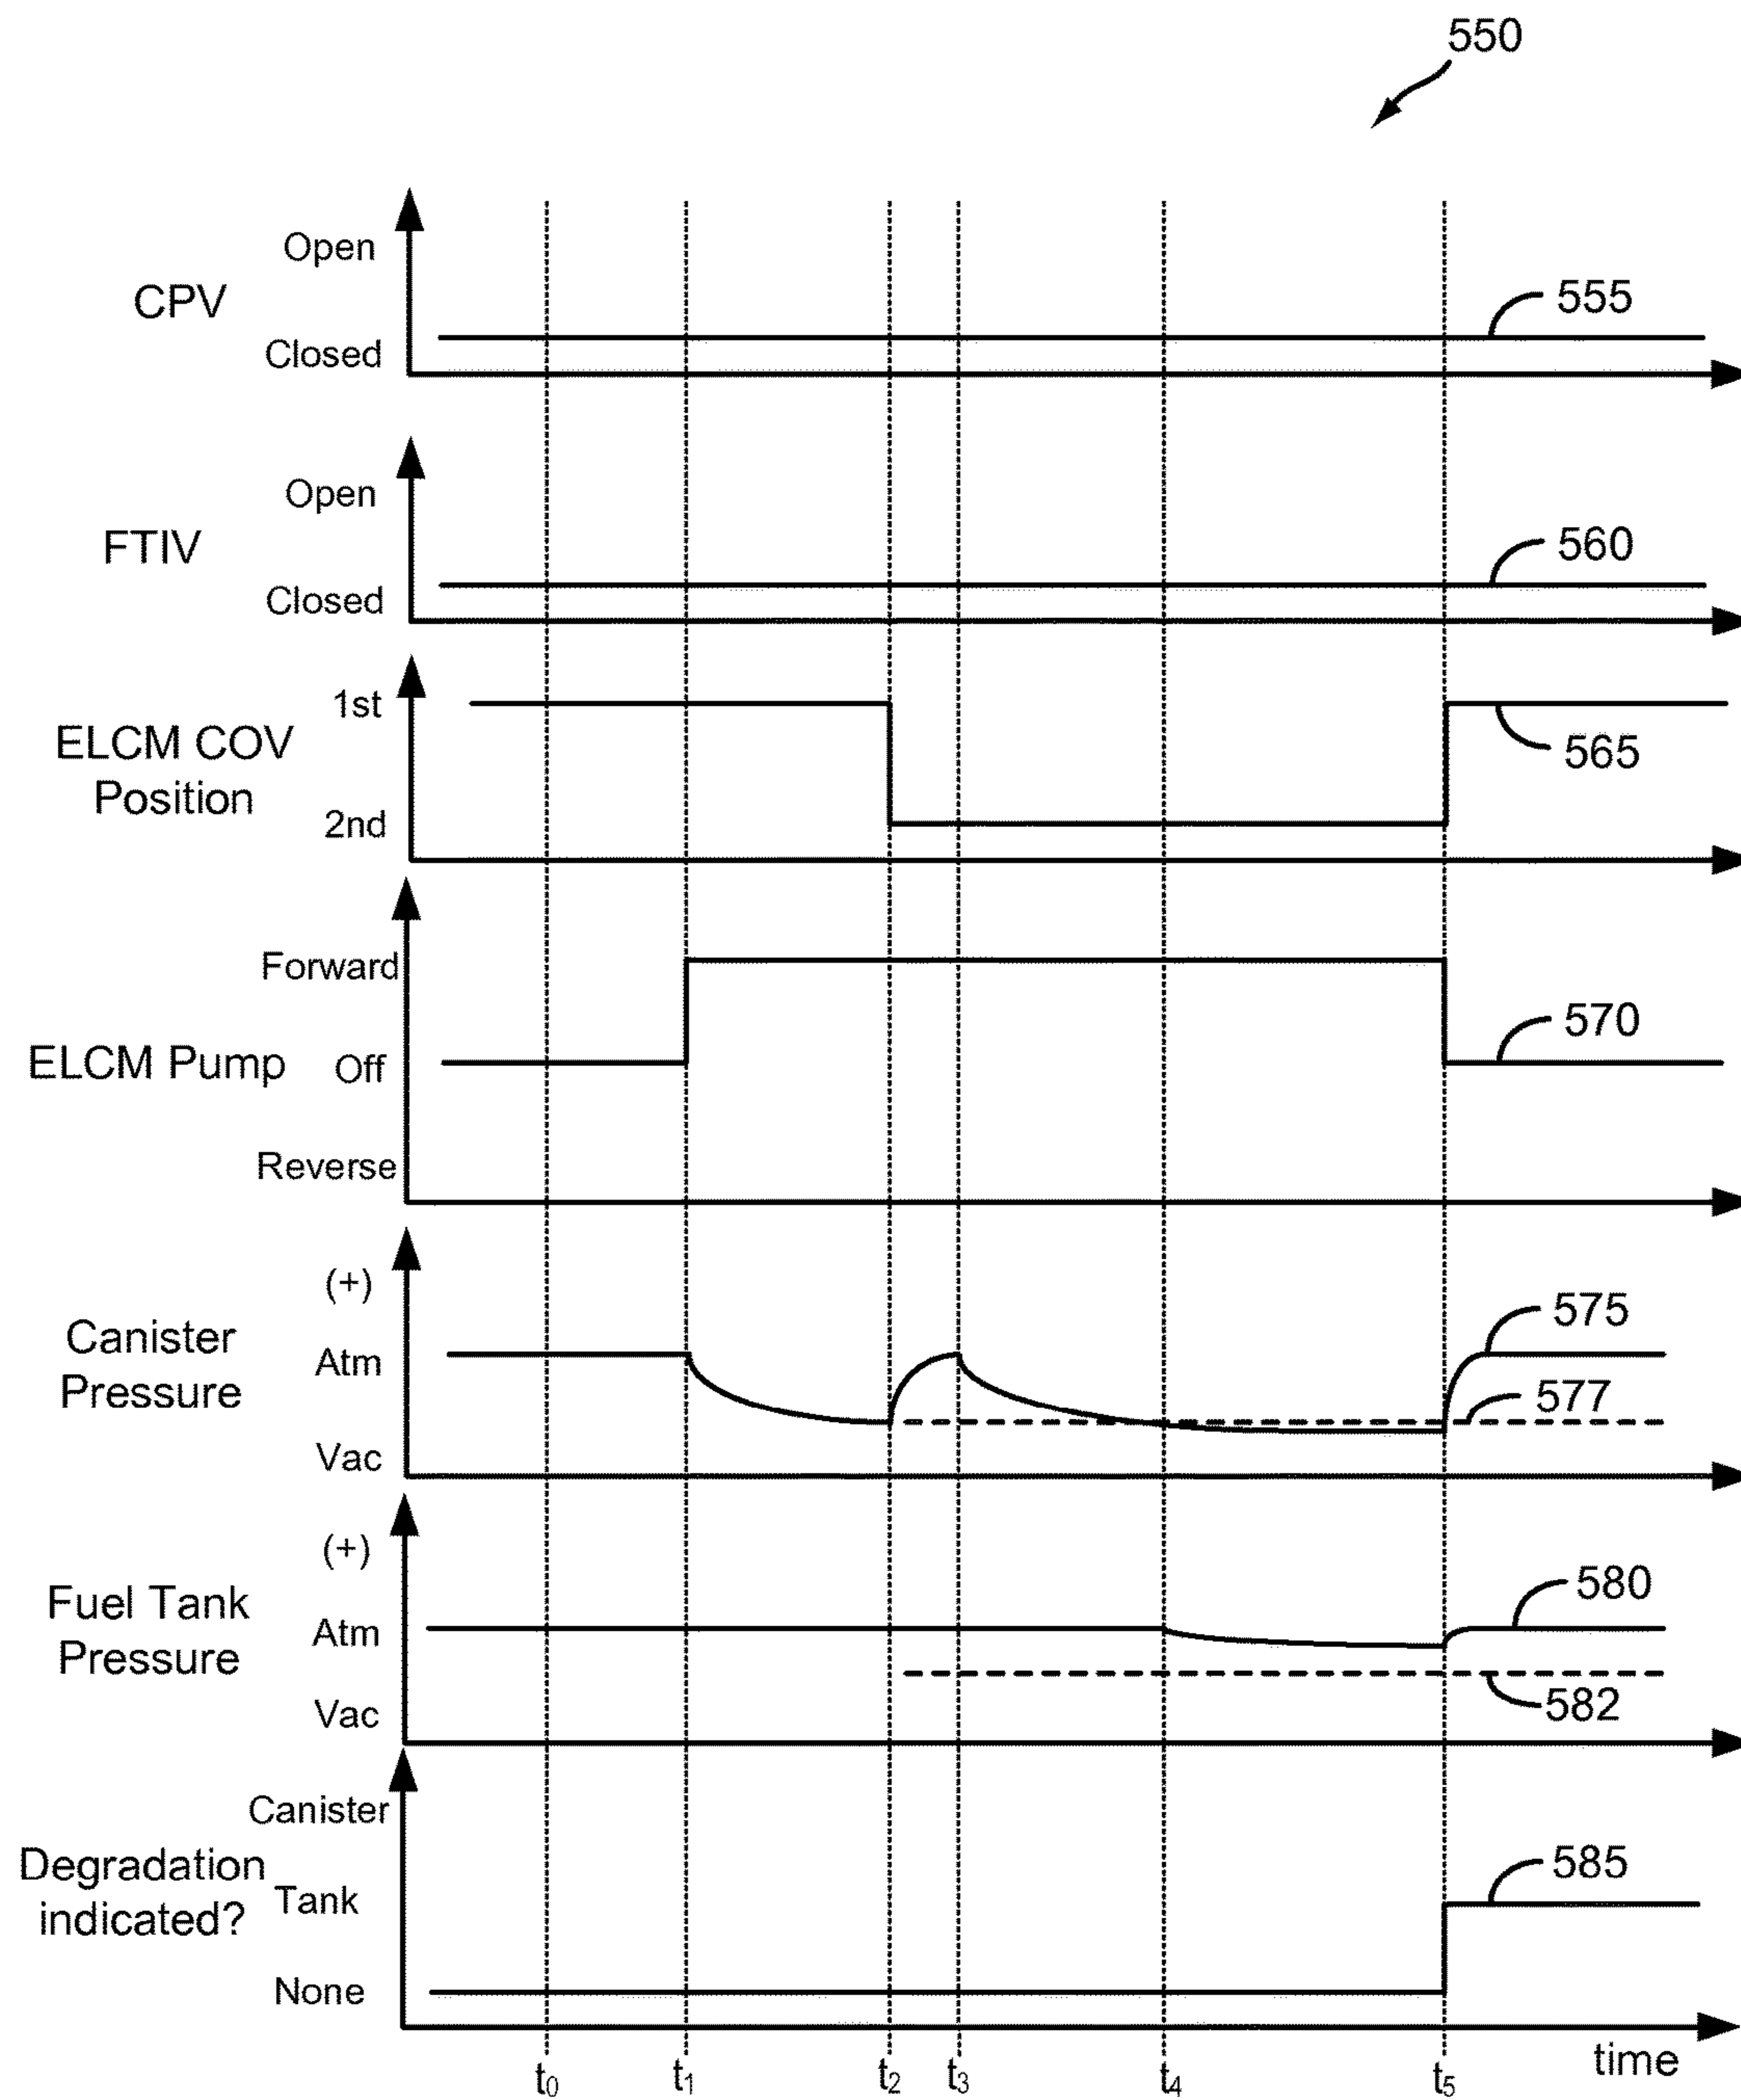 550
Open
CPV
555
Closed
Open
FTIV
560
Closed
1st
ELCM COV
Position
565
2nd
Forward
570
ELCM Pump
Off
Reverse
(+)
575
Canister
Pressure
Atm
577
Vac
(+)
580
Fuel Tank
Pressure
Atm
582
Vac
Canister
Degradation
indicated?
585
Tank
None
time
t0 t1 t2 t3 t4 t5